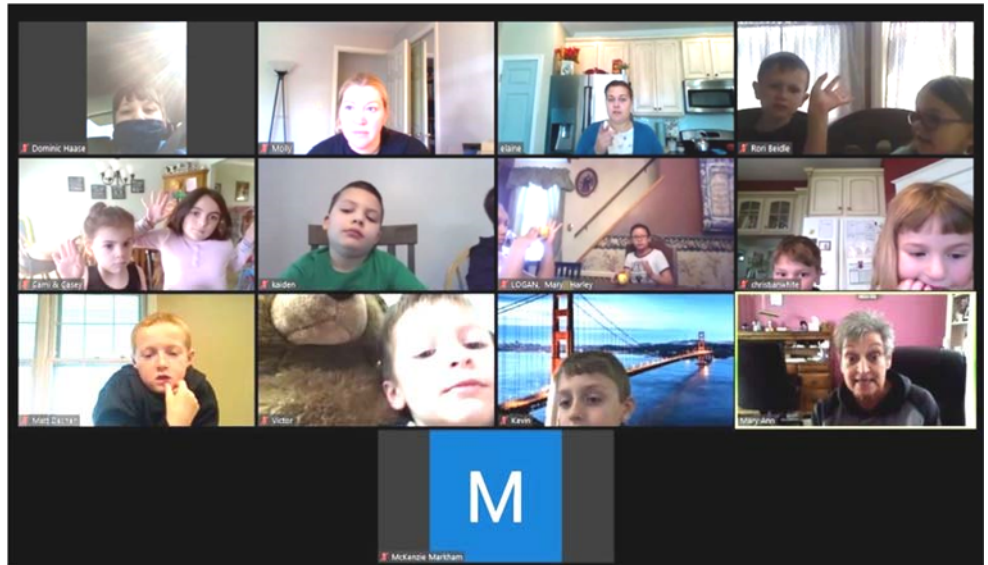 Dominic Haase
Molly
elaine
Rori Beidle
Cami & Casey
kaiden
LOGAN, Mary, Harley
christianwhite
Matt
Victor
Kevin
Mary Ann
M
McKenzie Markham